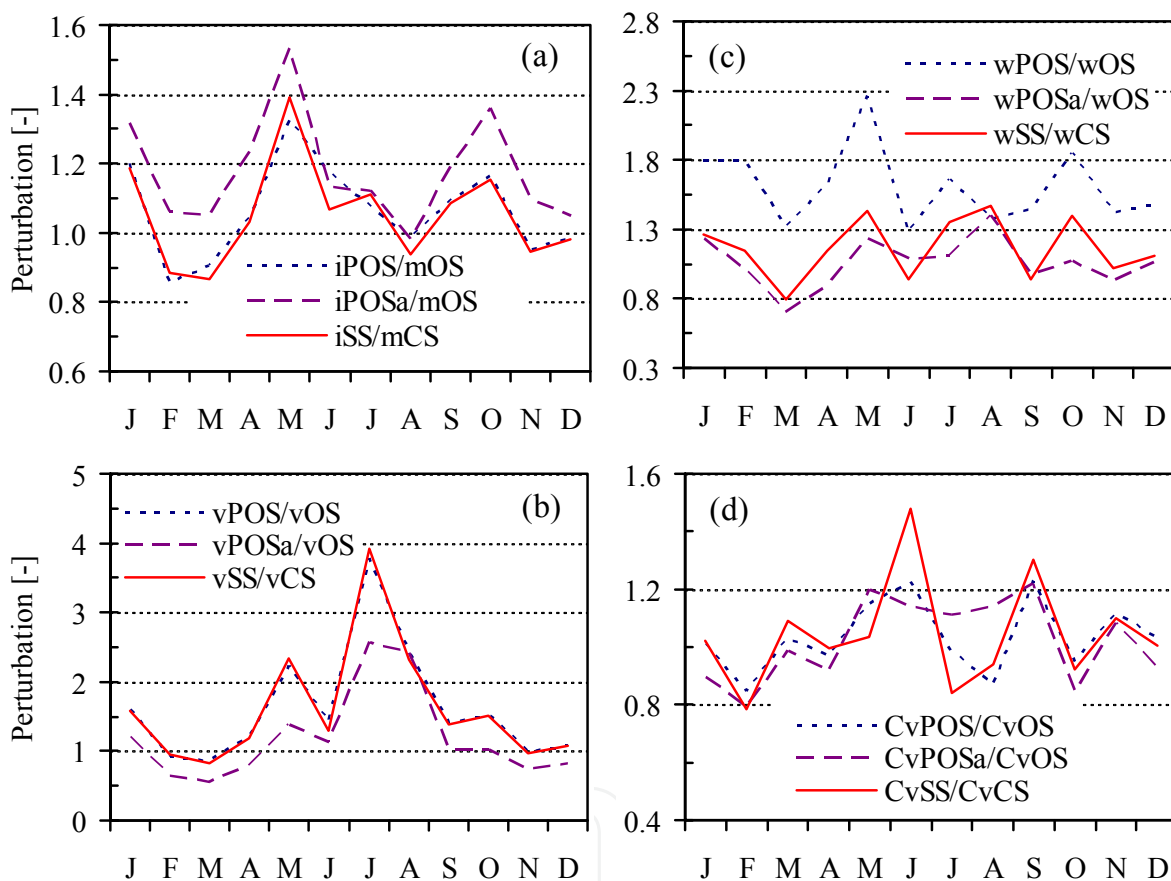 Perturbation [-]
1.6
1.4
1.2
1.0
0.8
0.6
(a)
iPOS/mOS
iPOSa/mOS
iSS/mCS
J F M A M J J A S O N D
2.8
2.3
1.8
1.3
0.8
0.3
(c)
wPOS/wOS
wPOSa/wOS
wSS/wCS
J F M A M J J A S O N D
Perturbation [-]
5
4
3
2
1
0
(b)
vPOS/vOS
vPOSa/vOS
vSS/vCS
J F M A M J J A S O N D
1.6
1.2
0.8
0.4
(d)
CvPOS/CvOS
CvPOSa/CvOS
CvSS/CvCS
J F M A M J J A S O N D